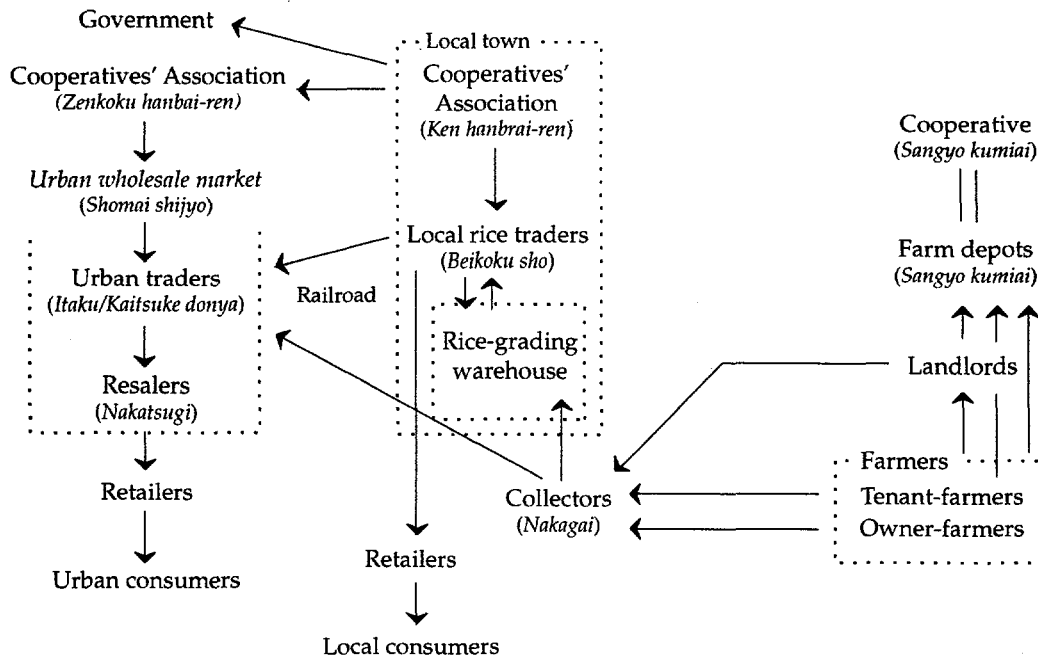 Government
Cooperatives' Association
(Zenkoku hanbai-ren)
Urban wholesale market
(Shomai shijyo)
Urban traders
(Itaku/Kaitsuke donya)
Resalers
(Nakatsugi)
Retailers
Urban consumers
Railroad
Local town
Cooperatives'
Association
(Ken hanbrai-ren)
Local rice traders
(Beikoku sho)
Rice-grading
warehouse
Collectors
(Nakagai)
Retailers
Local consumers
Cooperative
(Sangyo kumiai)
Farm depots
(Sangyo kumiai)
Landlords
Farmers
Tenant-farmers
Owner-farmers